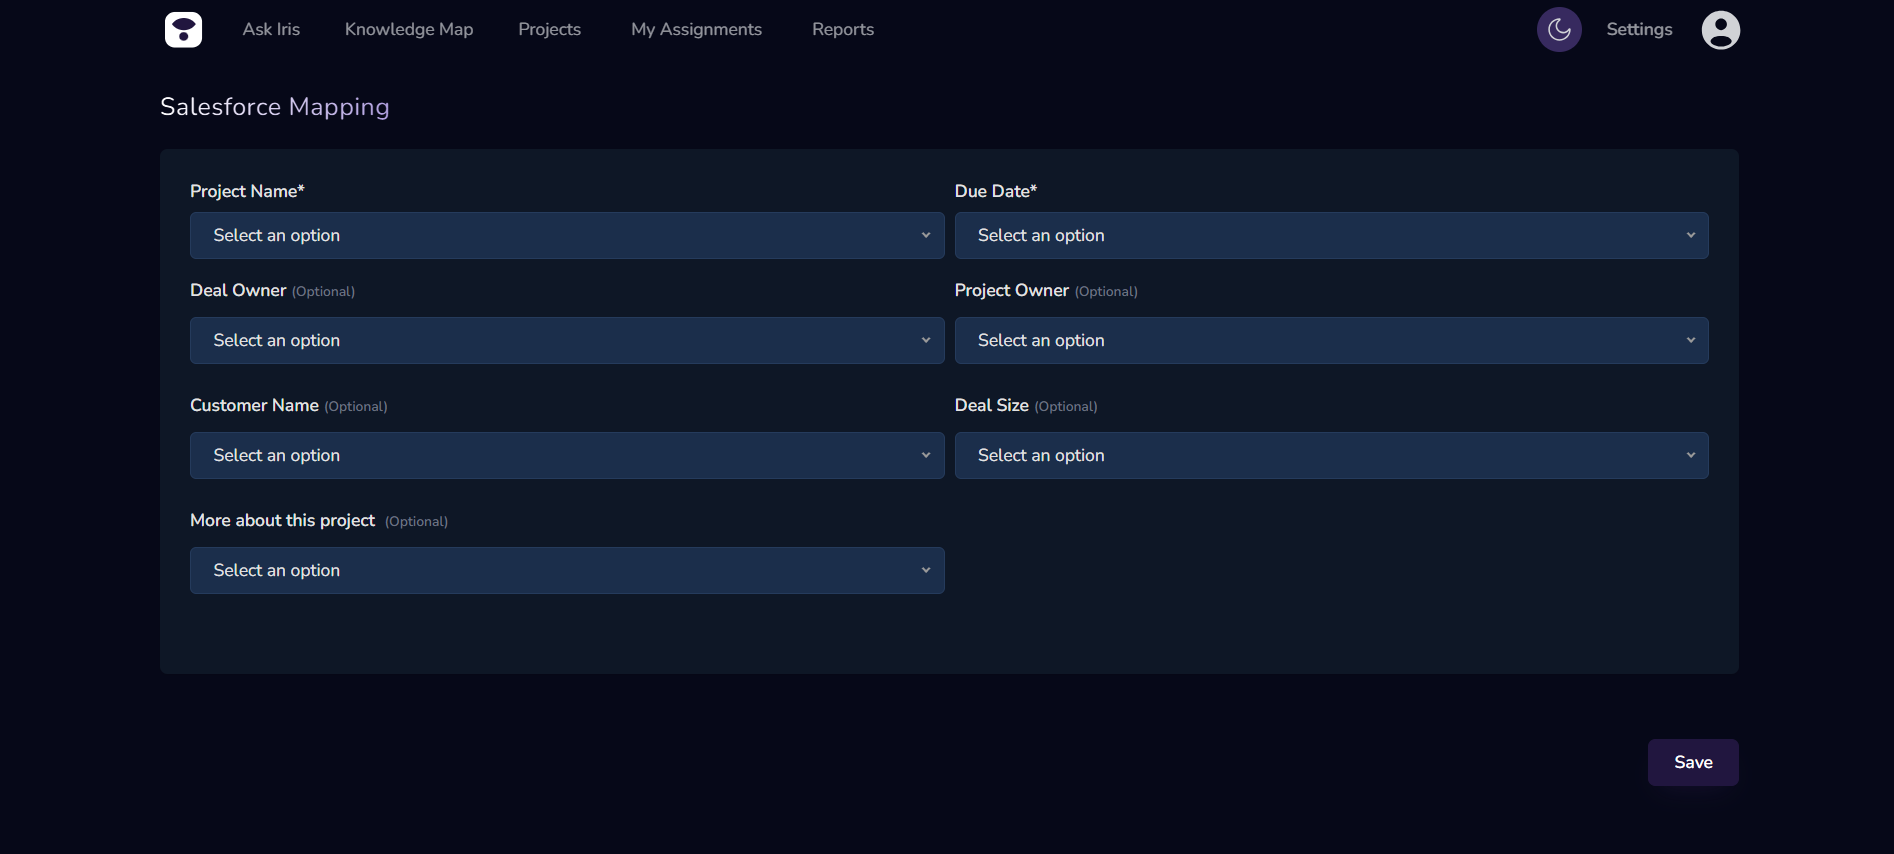 Ask Iris Knowledge Map Projects My Assignments Reports Settings
Salesforce Mapping
Project Name* Due Date*
Select an option Select an option
Deal Owner (Optional) Project Owner (Optional)
Select an option Select an option
Customer Name (Optional) Deal Size (Optional)
Select an option Select an option
More about this project (Optional)
Select an option
Save